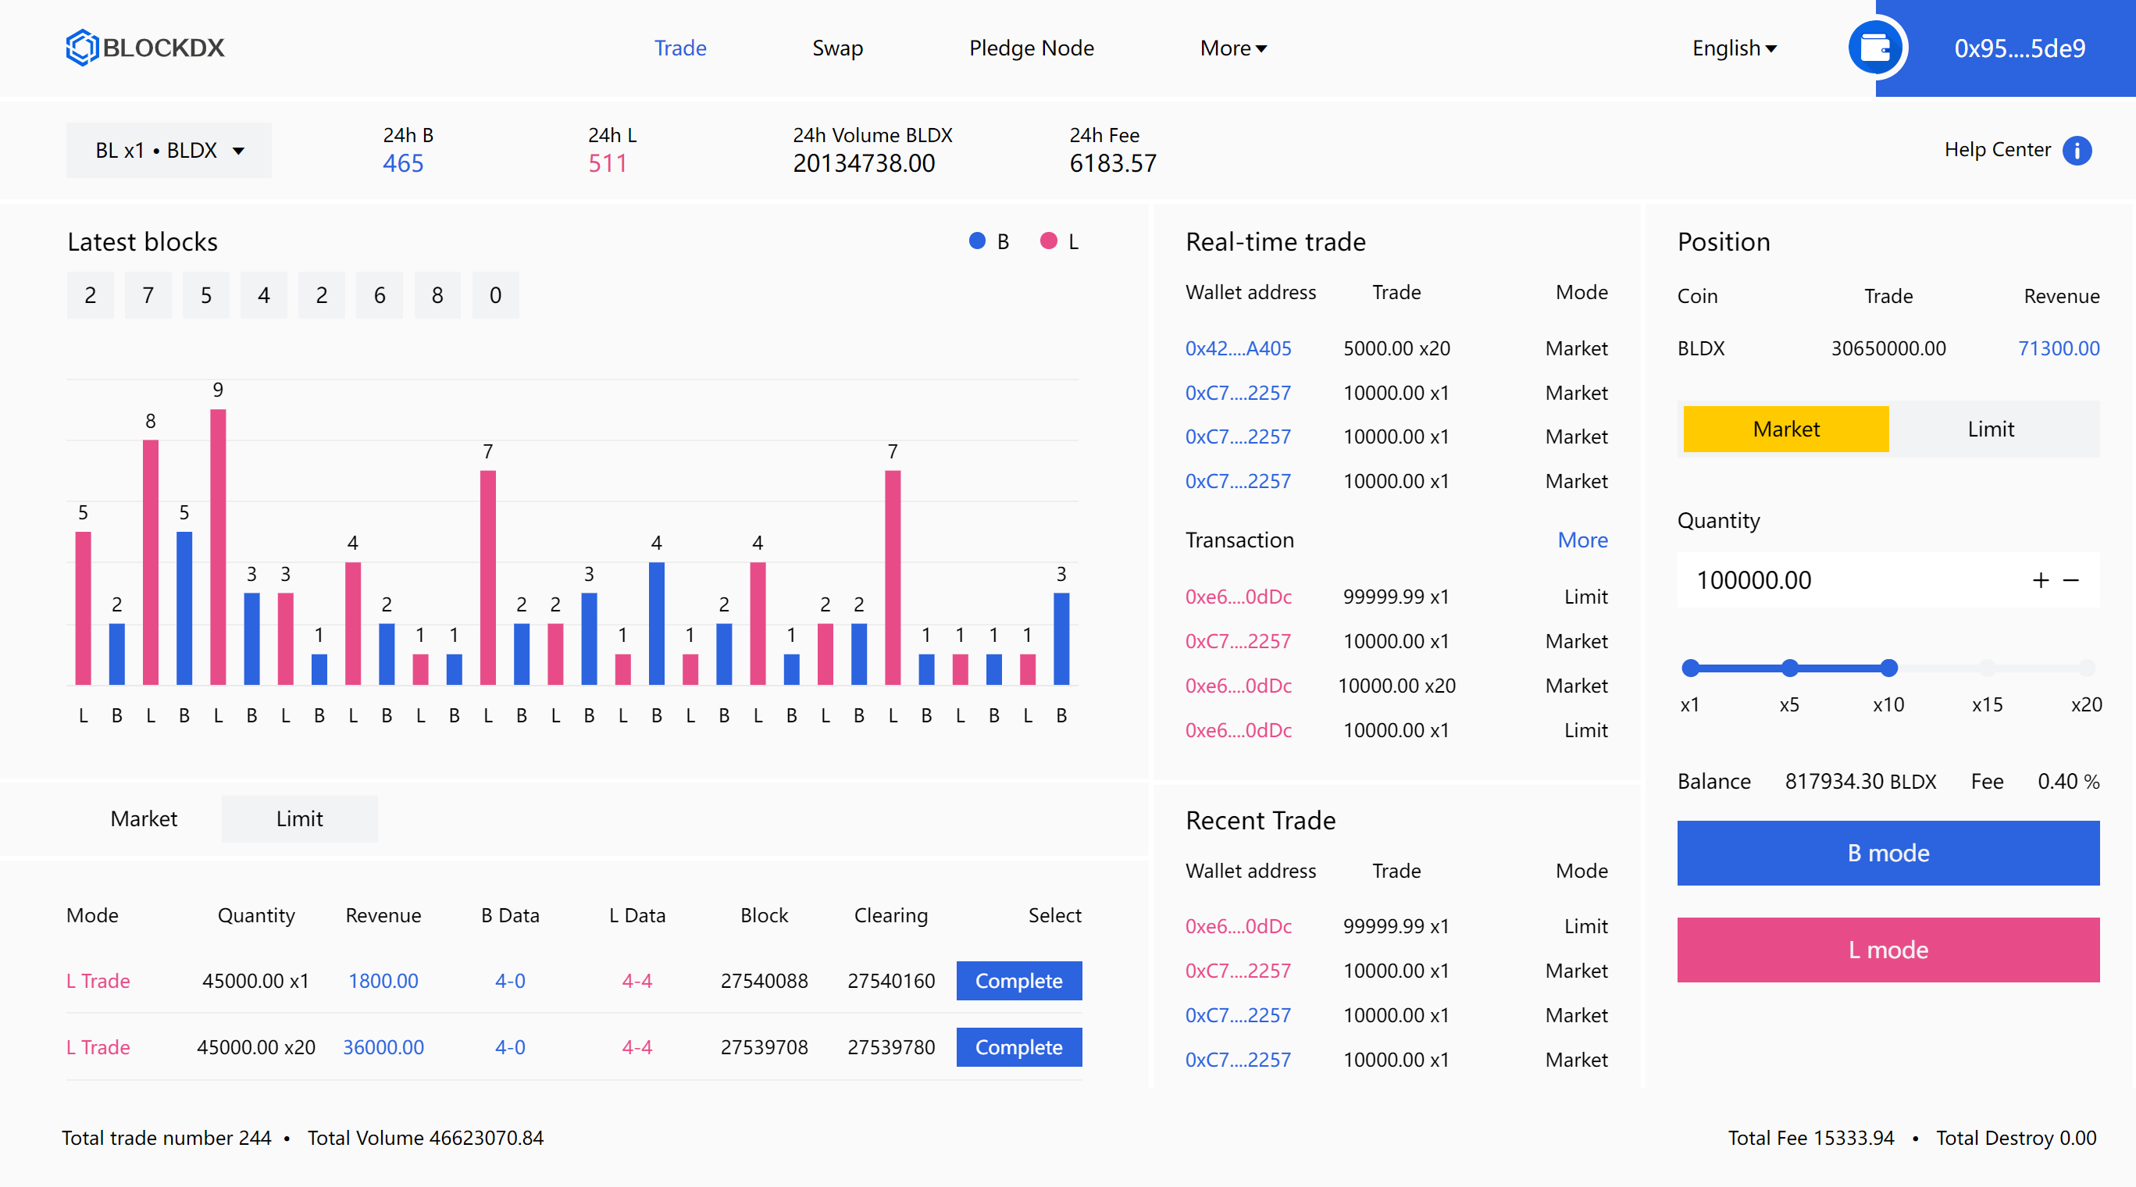 BLOCKDX
Trade Swap Pledge Node More
English
0x95....5de9
BL x1 • BLDX
24h B
465
24h L
511
24h Volume BLDX
20134738.00
24h Fee
6183.57
Help Center i
Latest blocks
B L
2 7 5 4 2 6 8 0
5 2 8 5 9 3 3 1 4 2 1 1 7 2 2 3 1 4 1 2 4 1 2 2 7 1 1 1 1 3
L B L B L B L B L B L B L B L B L B L B L B L B L B L B L B
Market Limit
Mode Quantity Revenue B Data L Data Block Clearing Select
L Trade 45000.00 x1 1800.00 4-0 4-4 27540088 27540160 Complete
L Trade 45000.00 x20 36000.00 4-0 4-4 27539708 27539780 Complete
Real-time trade
Wallet address Trade Mode
0x42....A405 5000.00 x20 Market
0xC7....2257 10000.00 x1 Market
0xC7....2257 10000.00 x1 Market
0xC7....2257 10000.00 x1 Market
Transaction More
0xe6....0dDc 99999.99 x1 Limit
0xC7....2257 10000.00 x1 Market
0xe6....0dDc 10000.00 x20 Market
0xe6....0dDc 10000.00 x1 Limit
Recent Trade
Wallet address Trade Mode
0xe6....0dDc 99999.99 x1 Limit
0xC7....2257 10000.00 x1 Market
0xC7....2257 10000.00 x1 Market
0xC7....2257 10000.00 x1 Market
Position
Coin Trade Revenue
BLDX 30650000.00 71300.00
Market Limit
Quantity
100000.00 + −
x1 x5 x10 x15 x20
Balance 817934.30 BLDX Fee 0.40 %
B mode
L mode
Total trade number 244 • Total Volume 46623070.84
Total Fee 15333.94 • Total Destroy 0.00